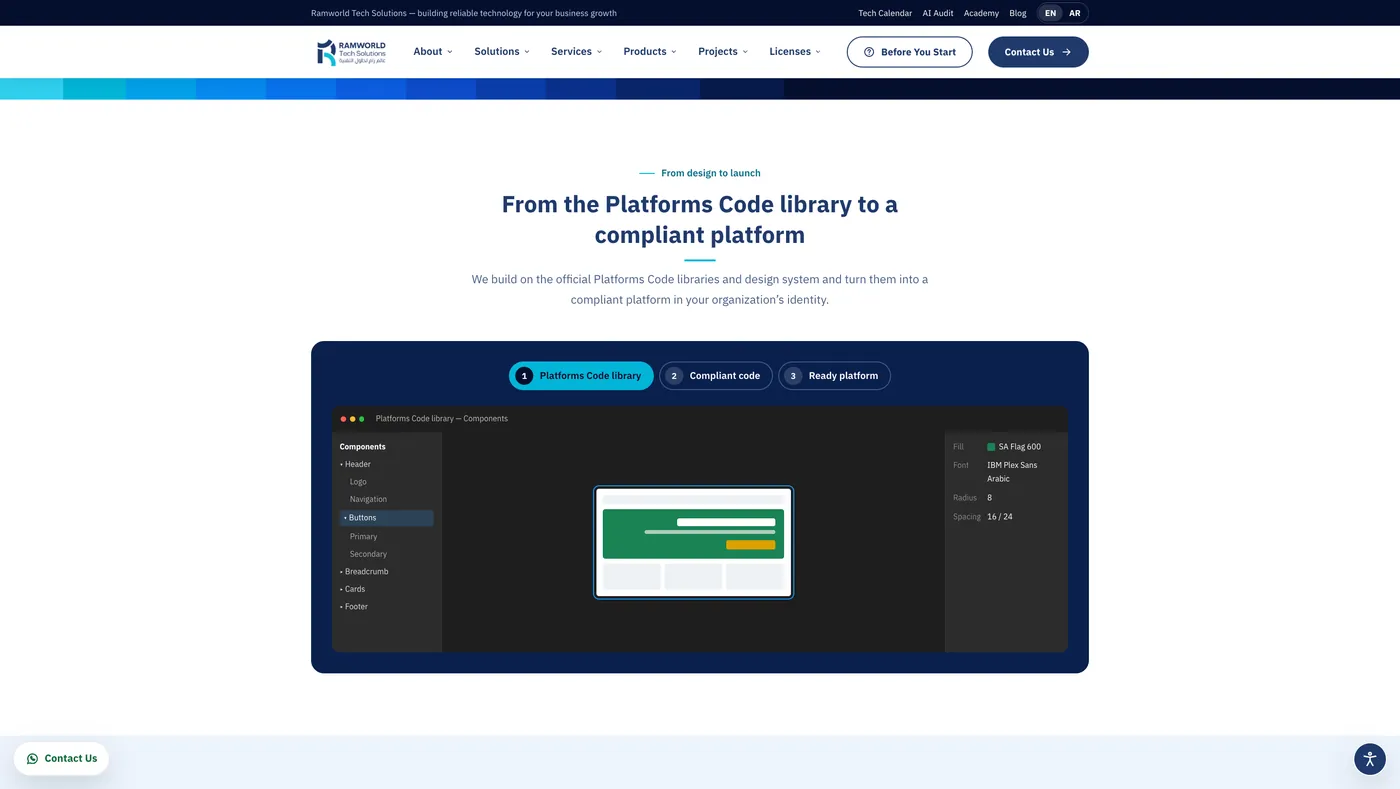 Ramworld Tech Solutions — building reliable technology for your business growth
Tech Calendar
AI Audit
Academy
Blog
EN
AR
RAMWORLD
Tech Solutions
عالم رام لحلول التقنية
About
Solutions
Services
Products
Projects
Licenses
Before You Start
Contact Us
From design to launch
From the Platforms Code library to a
compliant platform
We build on the official Platforms Code libraries and design system and turn them into a
compliant platform in your organization’s identity.
1 Platforms Code library
2 Compliant code
3 Ready platform
Platforms Code library — Components
Components
• Header
Logo
Navigation
• Buttons
Primary
Secondary
• Breadcrumb
• Cards
• Footer
Fill SA Flag 600
Font IBM Plex Sans
Arabic
Radius 8
Spacing 16 / 24
Contact Us